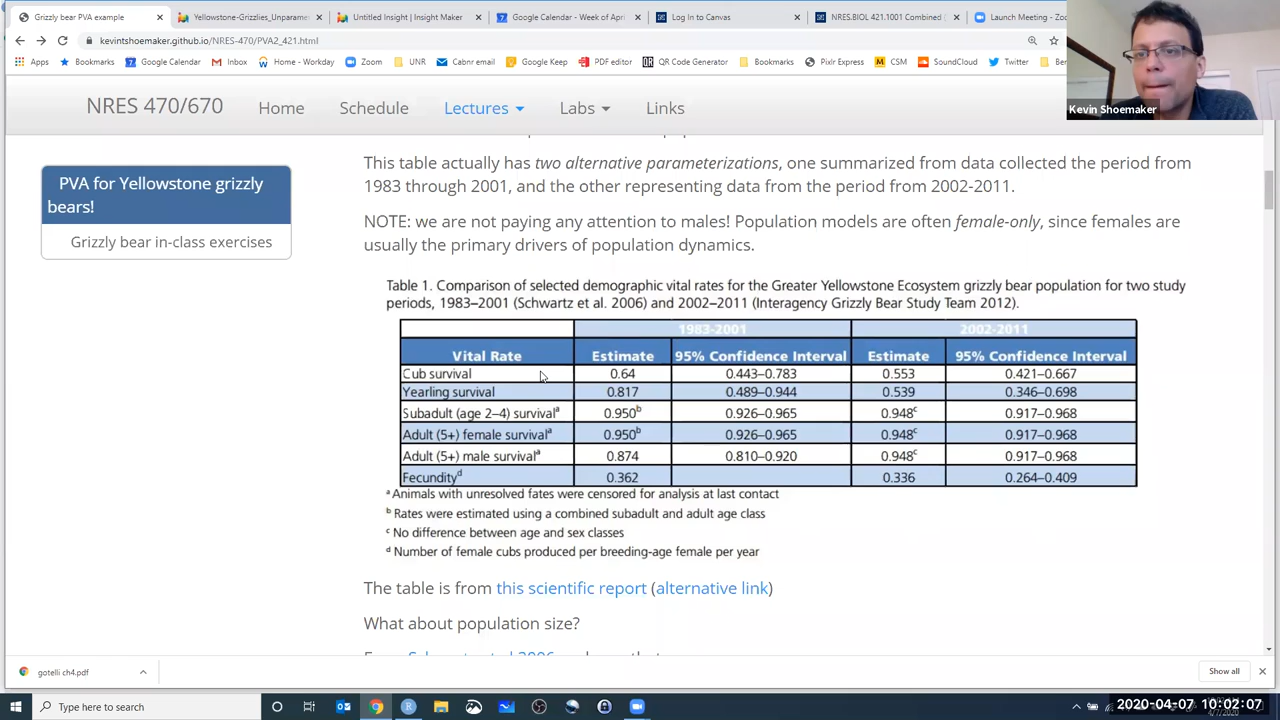 Grizzly bear PVA example
Yellowstone-Grizzlies_Unparame
Untitled Insight | Insight Maker
Google Calendar - Week of Apri
Log In to Canvas
NRES.BIOL 421.1001 Combined
Launch Meeting - Zo
kevintshoemaker.github.io/NRES-470/PVA2_421.html
Apps Bookmarks Google Calendar Inbox Home - Workday Zoom UNR Cabnr email Google Keep PDF editor QR Code Generator Bookmarks Pixlr Express CSM SoundCloud Twitter
Kevin Shoemaker
NRES 470/670 Home Schedule Lectures Labs Links
PVA for Yellowstone grizzly
bears!
Grizzly bear in-class exercises
This table actually has two alternative parameterizations, one summarized from data collected the period from
1983 through 2001, and the other representing data from the period from 2002-2011.
NOTE: we are not paying any attention to males! Population models are often female-only, since females are
usually the primary drivers of population dynamics.
Table 1. Comparison of selected demographic vital rates for the Greater Yellowstone Ecosystem grizzly bear population for two study
periods, 1983–2001 (Schwartz et al. 2006) and 2002–2011 (Interagency Grizzly Bear Study Team 2012).
1983-2001 2002-2011
Vital Rate Estimate 95% Confidence Interval Estimate 95% Confidence Interval
Cub survival 0.64 0.443–0.783 0.553 0.421–0.667
Yearling survival 0.817 0.489–0.944 0.539 0.346–0.698
Subadult (age 2–4) survivalᵃ 0.950ᵇ 0.926–0.965 0.948ᶜ 0.917–0.968
Adult (5+) female survivalᵃ 0.950ᵇ 0.926–0.965 0.948ᶜ 0.917–0.968
Adult (5+) male survivalᵃ 0.874 0.810–0.920 0.948ᶜ 0.917–0.968
Fecundityᵈ 0.362 0.336 0.264–0.409
ᵃ Animals with unresolved fates were censored for analysis at last contact
ᵇ Rates were estimated using a combined subadult and adult age class
ᶜ No difference between age and sex classes
ᵈ Number of female cubs produced per breeding-age female per year
The table is from this scientific report (alternative link)
What about population size?
gotelli ch4.pdf
Show all
Type here to search
2020-04-07 10:02:07